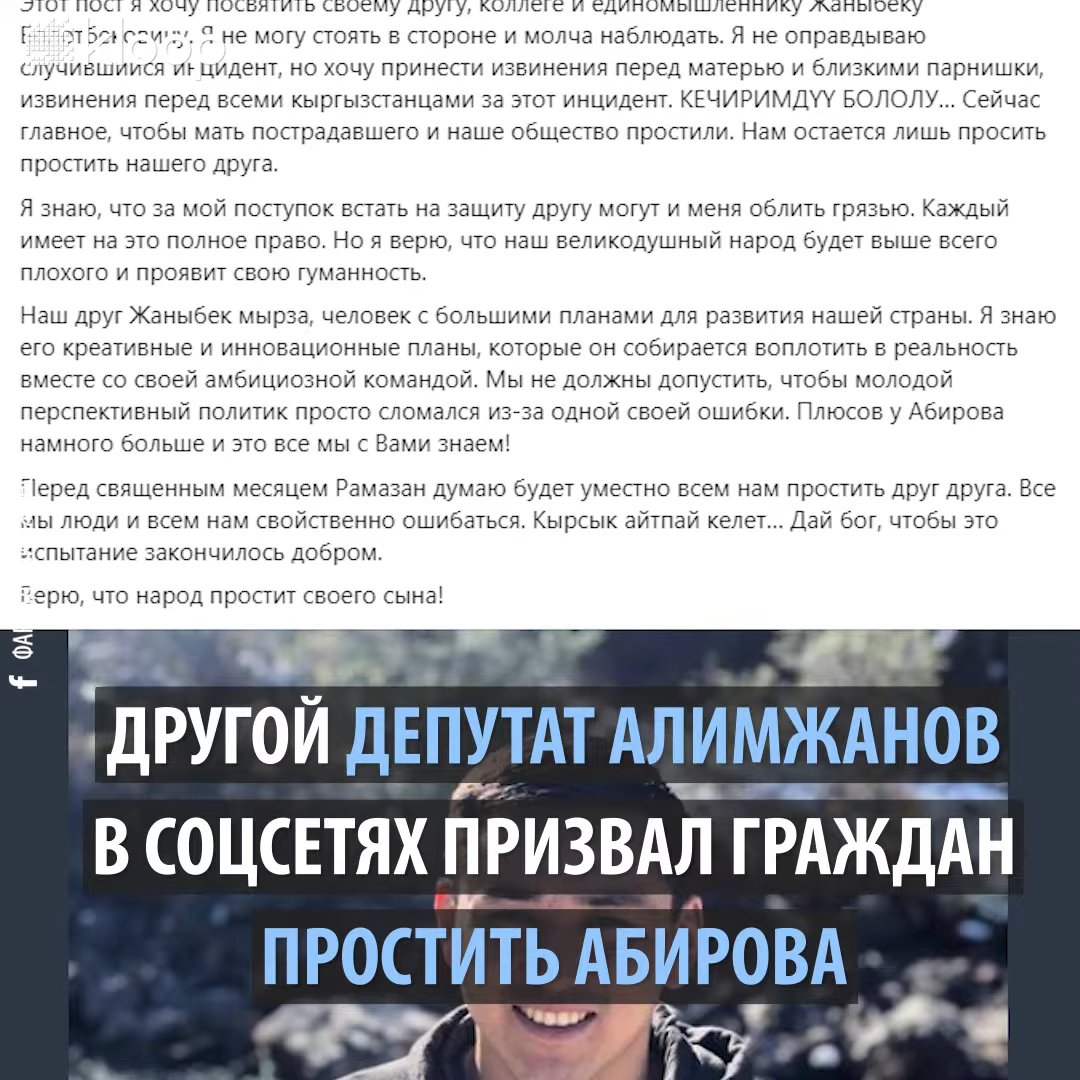 Этот пост я хочу посвятить своему другу, коллеге и единомышленнику Жаныбеку
Я не могу стоять в стороне и молча наблюдать. Я не оправдываю
kloop
случившийся инцидент, но хочу принести извинения перед матерью и близкими парнишки,
извинения перед всеми кыргызстанцами за этот инцидент. КЕЧИРИМДҮҮ БОЛОЛУ... Сейчас
главное, чтобы мать пострадавшего и наше общество простили. Нам остается лишь просить
простить нашего друга.
Я знаю, что за мой поступок встать на защиту другу могут и меня облить грязью. Каждый
имеет на это полное право. Но я верю, что наш великодушный народ будет выше всего
плохого и проявит свою гуманность.
Наш друг Жаныбек мырза, человек с большими планами для развития нашей страны. Я знаю
его креативные и инновационные планы, которые он собирается воплотить в реальность
вместе со своей амбициозной командой. Мы не должны допустить, чтобы молодой
перспективный политик просто сломался из-за одной своей ошибки. Плюсов у Абирова
намного больше и это все мы с Вами знаем!
Перед священным месяцем Рамазан думаю будет уместно всем нам простить друг друга. Все
мы люди и всем нам свойственно ошибаться. Кырсык айтпай келет... Дай бог, чтобы это
испытание закончилось добром.
Верю, что народ простит своего сына!
ДРУГОЙ ДЕПУТАТ АЛИМЖАНОВ
В СОЦСЕТЯХ ПРИЗВАЛ ГРАЖДАН
ПРОСТИТЬ АБИРОВА